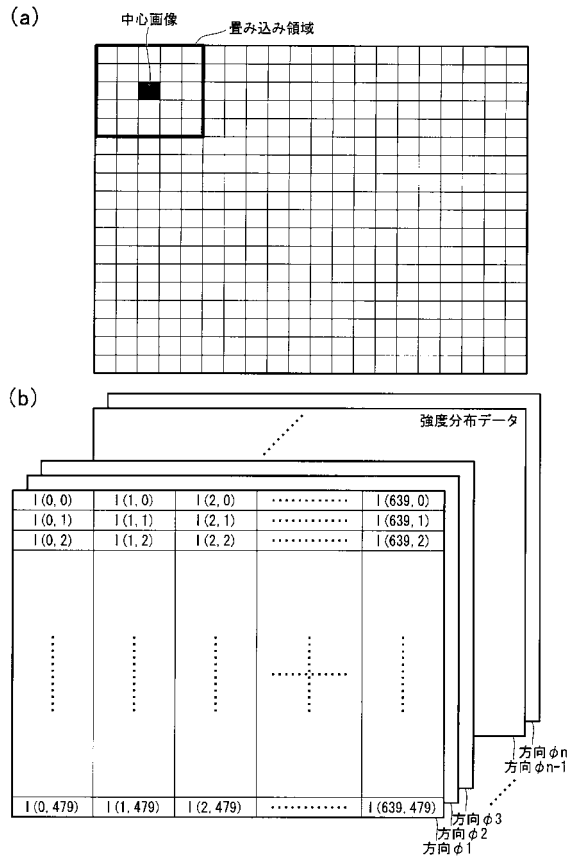 (a)
中心画像
畳み込み領域
(b)
強度分布データ
I(0,0) I(1,0) I(2,0) ………… I(639,0)
I(0,1) I(1,1) I(2,1) ………… I(639,1)
I(0,2) I(1,2) I(2,2) ………… I(639,2)
I(0,479) I(1,479) I(2,479) ………… I(639,479)
方向φn
方向φn-1
方向φ3
方向φ2
方向φ1